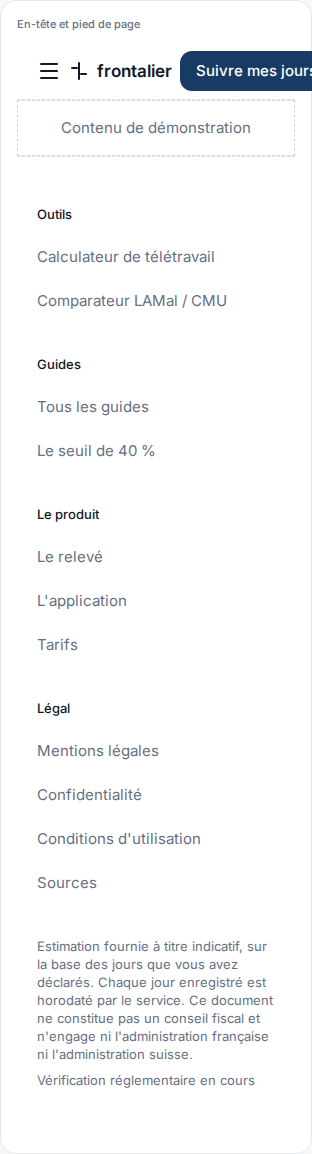 En-tête et pied de page
frontalier
Suivre mes jours
Contenu de démonstration
Outils
Calculateur de télétravail
Comparateur LAMal / CMU
Guides
Tous les guides
Le seuil de 40 %
Le produit
Le relevé
L'application
Tarifs
Légal
Mentions légales
Confidentialité
Conditions d'utilisation
Sources
Estimation fournie à titre indicatif, sur
la base des jours que vous avez
déclarés. Chaque jour enregistré est
horodaté par le service. Ce document
ne constitue pas un conseil fiscal et
n'engage ni l'administration française
ni l'administration suisse.
Vérification réglementaire en cours